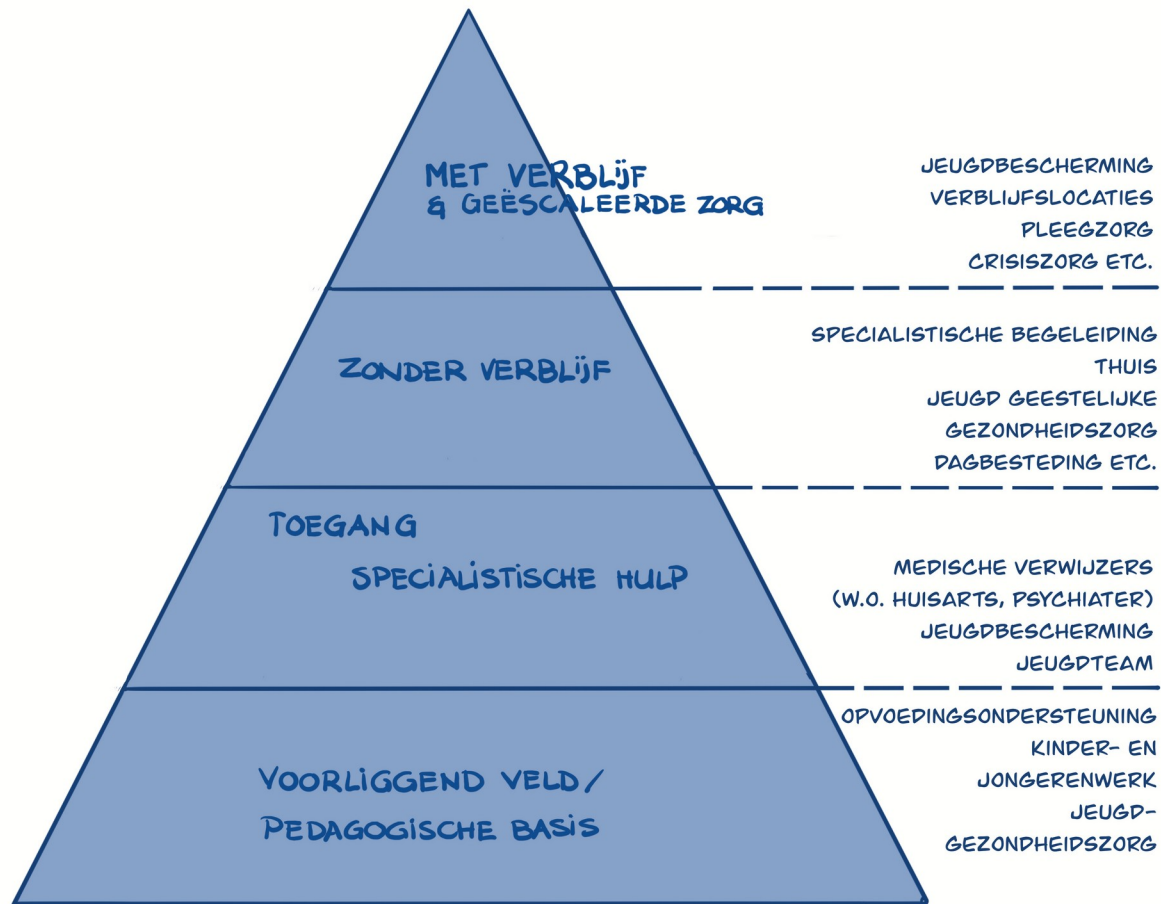 MET VERBLIJF
& GEËSCALEERDE ZORG
JEUGDBESCHERMING
VERBLIJFSLOCATIES
PLEEGZORG
CRISISZORG ETC.
ZONDER VERBLIJF
SPECIALISTISCHE BEGELEIDING
THUIS
JEUGD GEESTELIJKE
GEZONDHEIDSZORG
DAGBESTEDING ETC.
TOEGANG
SPECIALISTISCHE HULP
MEDISCHE VERWIJZERS
(W.O. HUISARTS, PSYCHIATER)
JEUGDBESCHERMING
JEUGDTEAM
VOORLIGGEND VELD/
PEDAGOGISCHE BASIS
OPVOEDINGSONDERSTEUNING
KINDER- EN
JONGERENWERK
JEUGD-
GEZONDHEIDSZORG